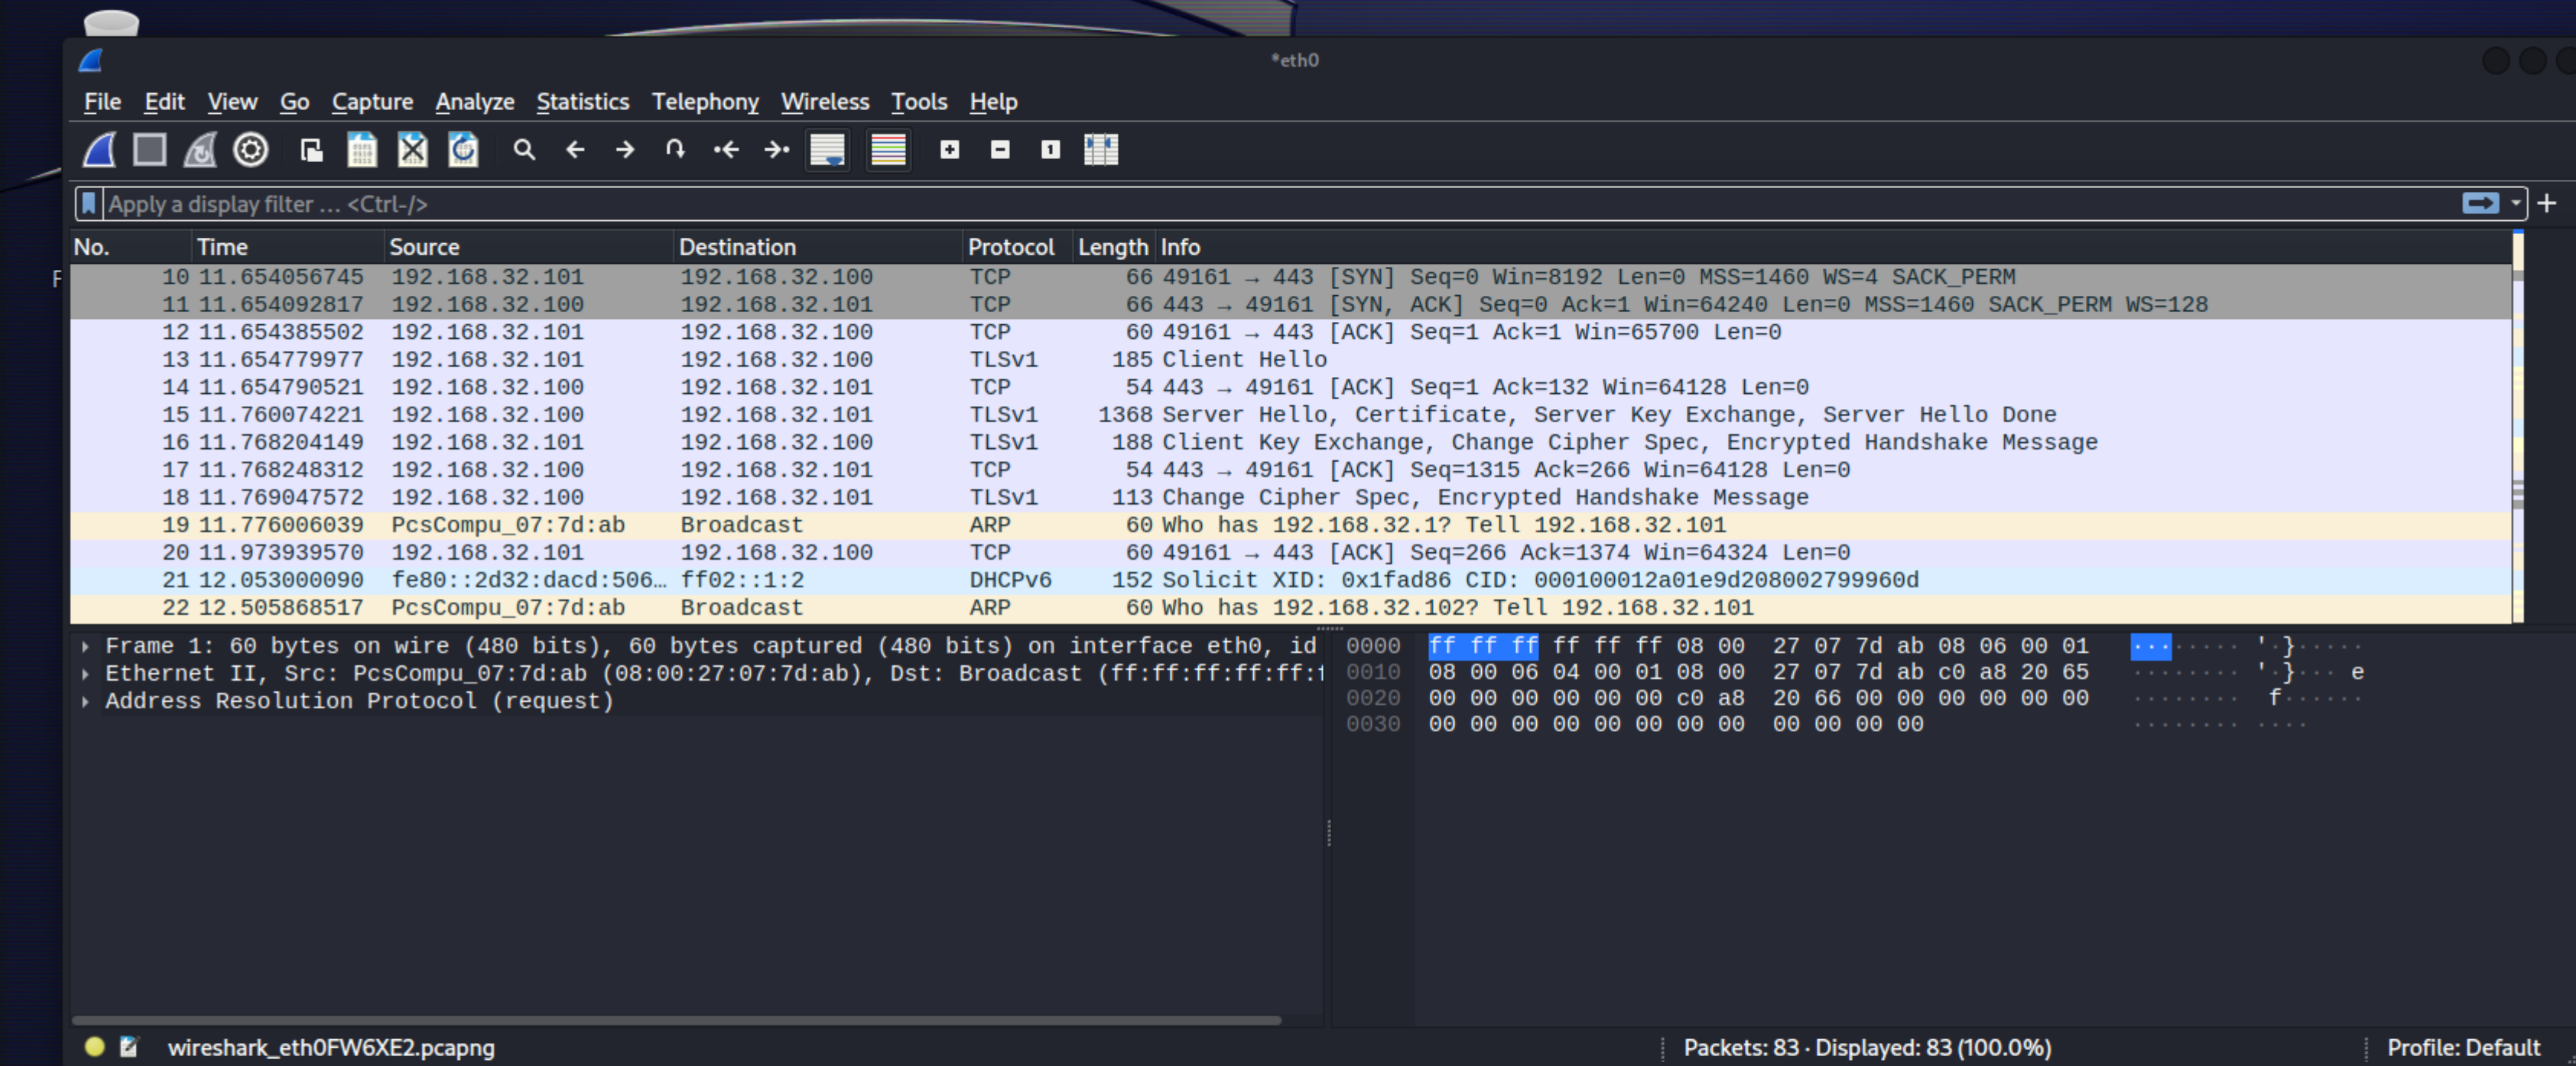 *eth0
File Edit View Go Capture Analyze Statistics Telephony Wireless Tools Help
Apply a display filter … <Ctrl-/>
No. Time Source Destination Protocol Length Info
10 11.654056745 192.168.32.101 192.168.32.100 TCP 66 49161 → 443 [SYN] Seq=0 Win=8192 Len=0 MSS=1460 WS=4 SACK_PERM
11 11.654092817 192.168.32.100 192.168.32.101 TCP 66 443 → 49161 [SYN, ACK] Seq=0 Ack=1 Win=64240 Len=0 MSS=1460 SACK_PERM WS=128
12 11.654385502 192.168.32.101 192.168.32.100 TCP 60 49161 → 443 [ACK] Seq=1 Ack=1 Win=65700 Len=0
13 11.654779977 192.168.32.101 192.168.32.100 TLSv1 185 Client Hello
14 11.654790521 192.168.32.100 192.168.32.101 TCP 54 443 → 49161 [ACK] Seq=1 Ack=132 Win=64128 Len=0
15 11.760074221 192.168.32.100 192.168.32.101 TLSv1 1368 Server Hello, Certificate, Server Key Exchange, Server Hello Done
16 11.768204149 192.168.32.101 192.168.32.100 TLSv1 188 Client Key Exchange, Change Cipher Spec, Encrypted Handshake Message
17 11.768248312 192.168.32.100 192.168.32.101 TCP 54 443 → 49161 [ACK] Seq=1315 Ack=266 Win=64128 Len=0
18 11.769047572 192.168.32.100 192.168.32.101 TLSv1 113 Change Cipher Spec, Encrypted Handshake Message
19 11.776006039 PcsCompu_07:7d:ab Broadcast ARP 60 Who has 192.168.32.1? Tell 192.168.32.101
20 11.973939570 192.168.32.101 192.168.32.100 TCP 60 49161 → 443 [ACK] Seq=266 Ack=1374 Win=64324 Len=0
21 12.053000090 fe80::2d32:dacd:506… ff02::1:2 DHCPv6 152 Solicit XID: 0x1fad86 CID: 000100012a01e9d208002799960d
22 12.505868517 PcsCompu_07:7d:ab Broadcast ARP 60 Who has 192.168.32.102? Tell 192.168.32.101
Frame 1: 60 bytes on wire (480 bits), 60 bytes captured (480 bits) on interface eth0, id
Ethernet II, Src: PcsCompu_07:7d:ab (08:00:27:07:7d:ab), Dst: Broadcast (ff:ff:ff:ff:ff:f
Address Resolution Protocol (request)
0000 ff ff ff ff ff ff 08 00 27 07 7d ab 08 06 00 01 ········ '·}·····
0010 08 00 06 04 00 01 08 00 27 07 7d ab c0 a8 20 65 ········ '·}··· e
0020 00 00 00 00 00 00 c0 a8 20 66 00 00 00 00 00 00 ········ f······
0030 00 00 00 00 00 00 00 00 00 00 00 00 ········ ····
wireshark_eth0FW6XE2.pcapng
Packets: 83 · Displayed: 83 (100.0%)
Profile: Default